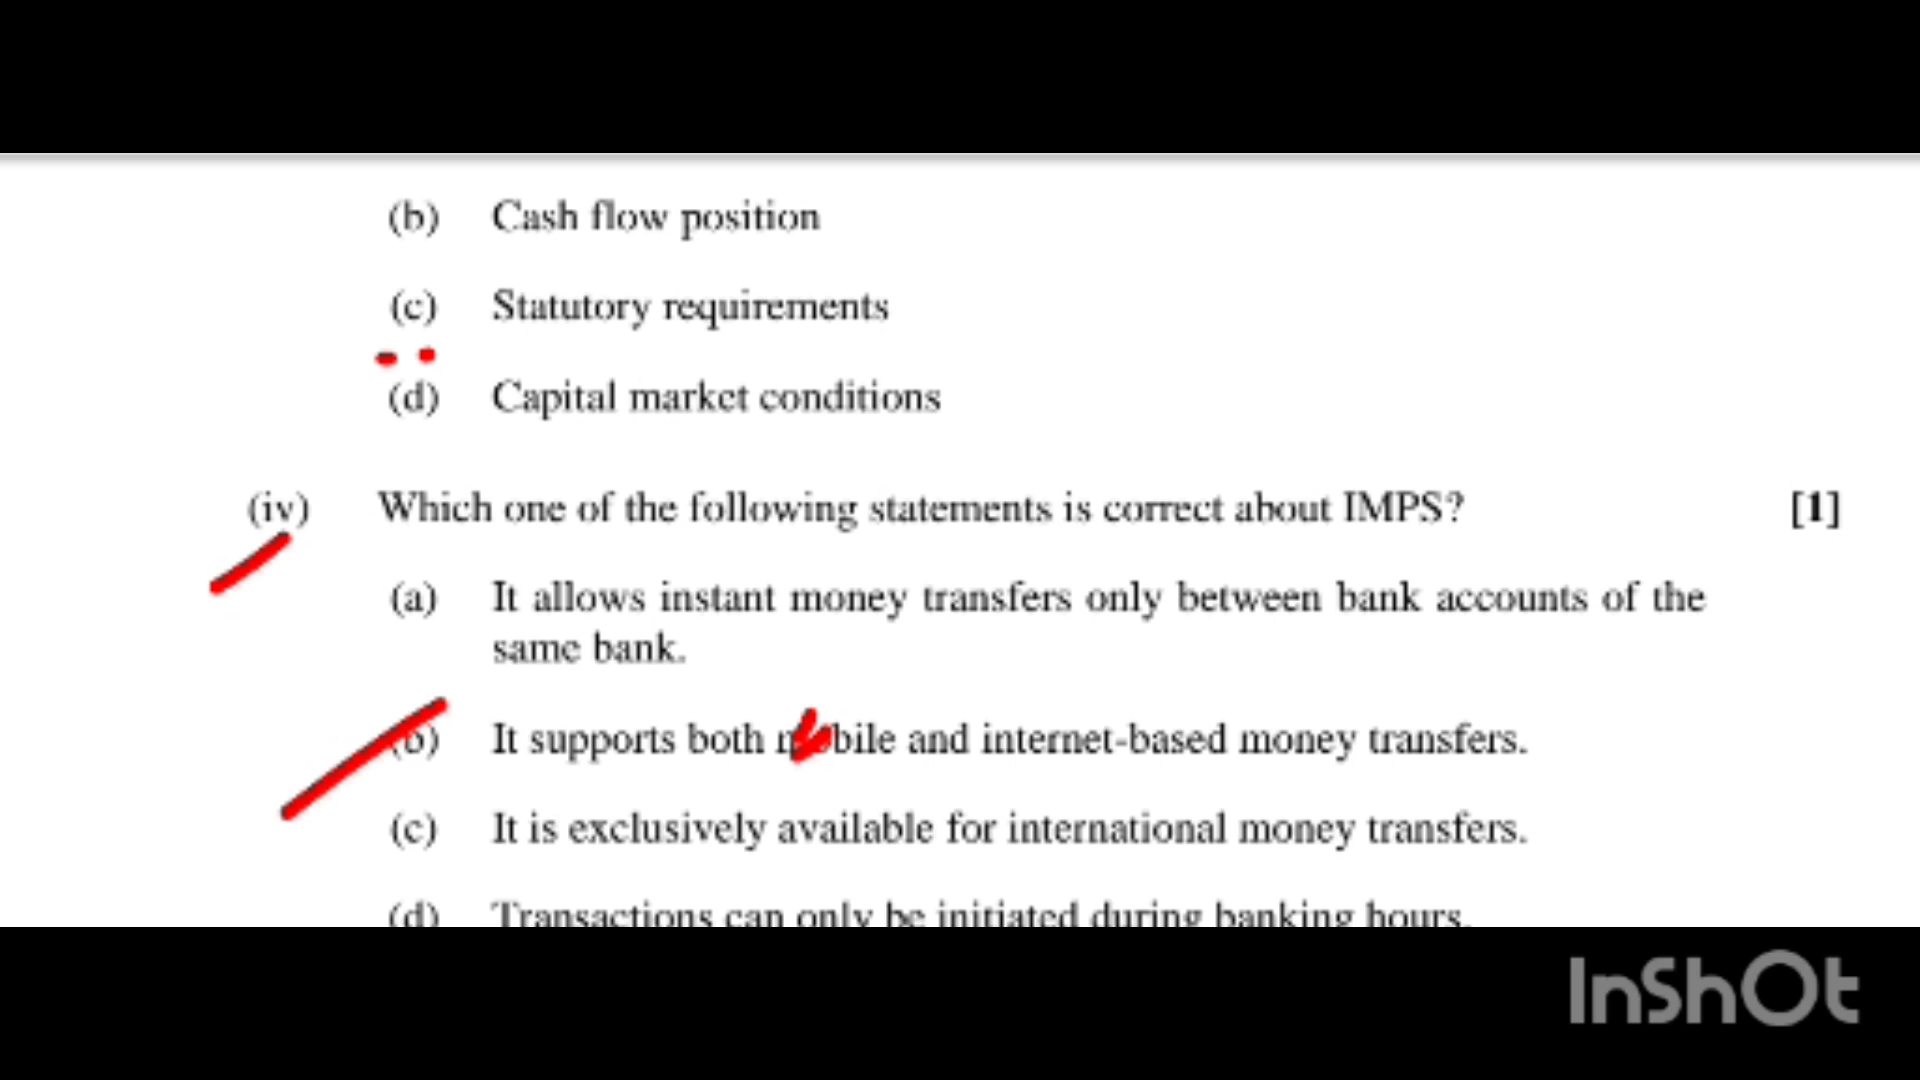 (b) Cash flow position
(c) Statutory requirements
(d) Capital market conditions
(iv) Which one of the following statements is correct about IMPS? [1]
(a) It allows instant money transfers only between bank accounts of the
same bank.
(b) It supports both mobile and internet-based money transfers.
(c) It is exclusively available for international money transfers.
(d) Transactions can only be initiated during banking hours.
InShOt